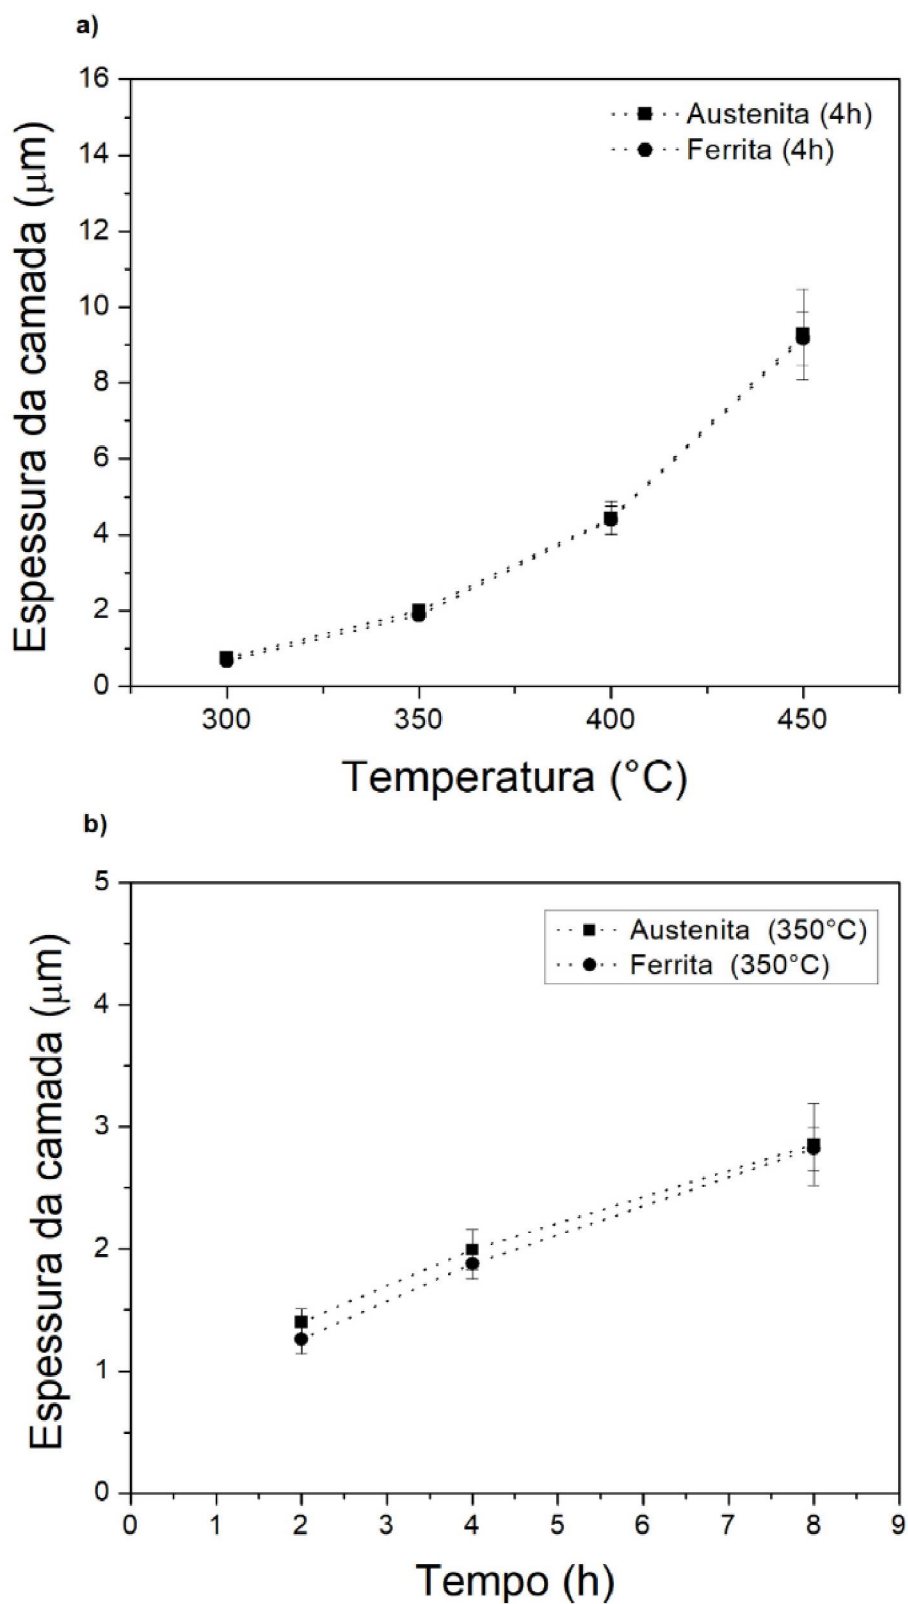 a)
16
14
12
10
8
6
4
2
0
Espessura da camada (μm)
Austenita (4h)
Ferrita (4h)
300 350 400 450
Temperatura (°C)
b)
5
4
3
2
1
0
Espessura da camada (μm)
Austenita (350°C)
Ferrita (350°C)
0 1 2 3 4 5 6 7 8 9
Tempo (h)